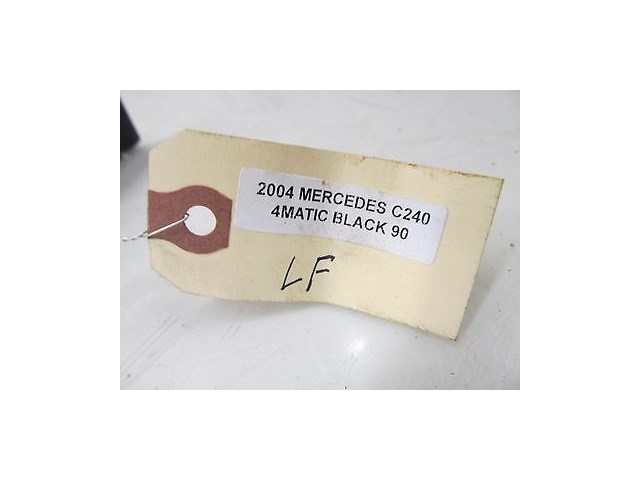 2004 MERCEDES C240
4MATIC BLACK 90
LF